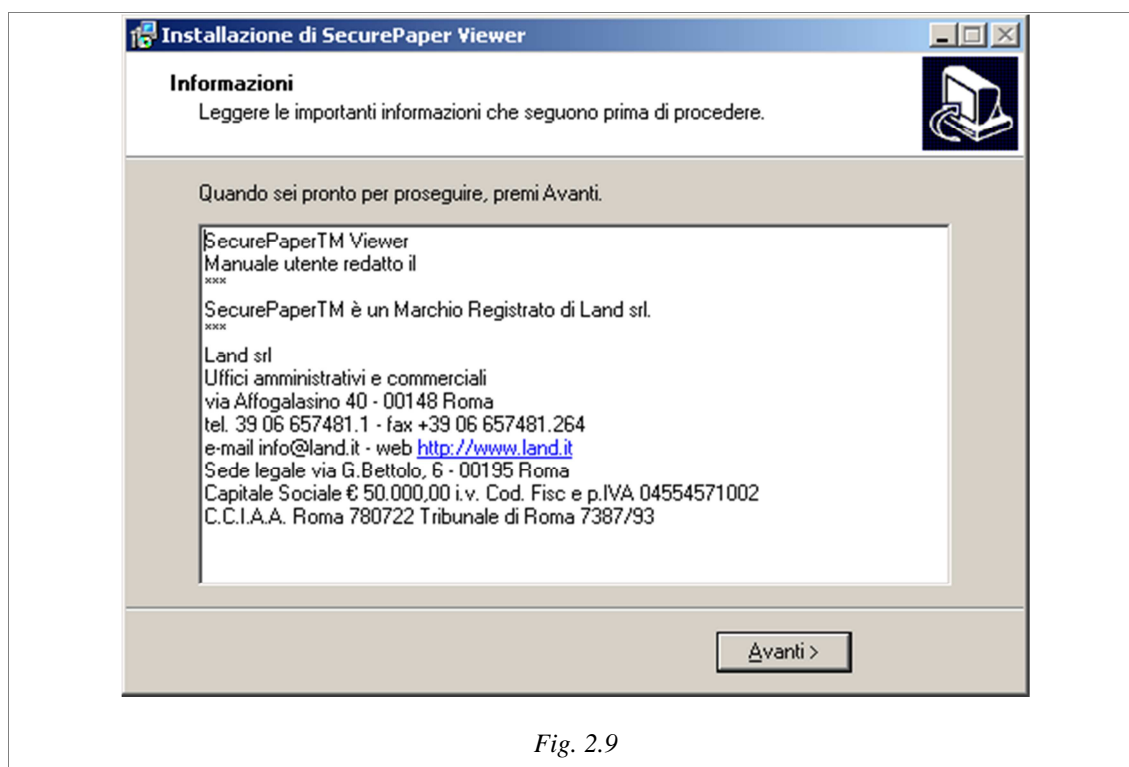 Installazione di SecurePaper Viewer
Informazioni
Leggere le importanti informazioni che seguono prima di procedere.
Quando sei pronto per proseguire, premi Avanti.
SecurePaperTM Viewer
Manuale utente redatto il
***
SecurePaperTM è un Marchio Registrato di Land srl.
***
Land srl
Uffici amministrativi e commerciali
via Affogalasino 40 - 00148 Roma
tel. 39 06 657481.1 - fax +39 06 657481.264
e-mail info@land.it - web http://www.land.it
Sede legale via G.Bettolo, 6 - 00195 Roma
Capitale Sociale € 50.000,00 i.v. Cod. Fisc e p.IVA 04554571002
C.C.I.A.A. Roma 780722 Tribunale di Roma 7387/93
Avanti >
Fig. 2.9